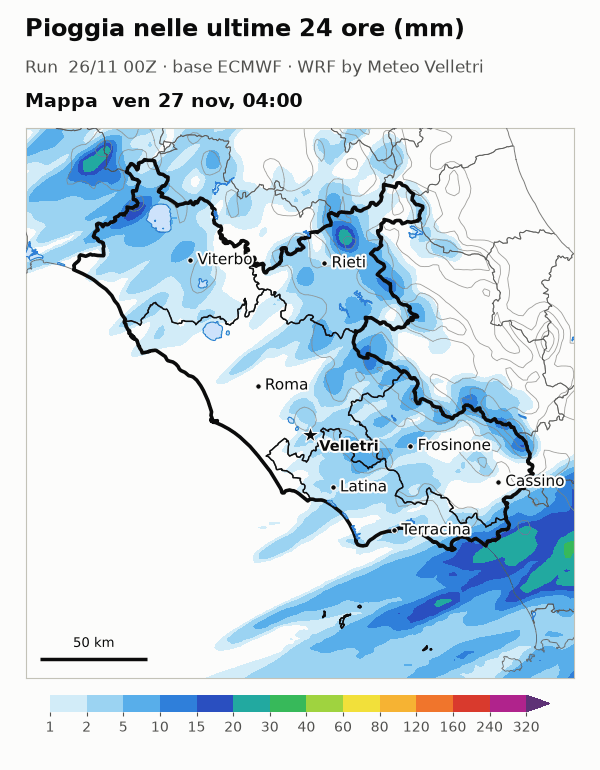 Pioggia nelle ultime 24 ore (mm)
Run  26/11 00Z · base ECMWF · WRF by Meteo Velletri
Mappa  ven 27 nov, 04:00
Viterbo
Rieti
Roma
Velletri
Frosinone
Cassino
Latina
Terracina
50 km
1 2 5 10 15 20 30 40 60 80 120 160 240 320